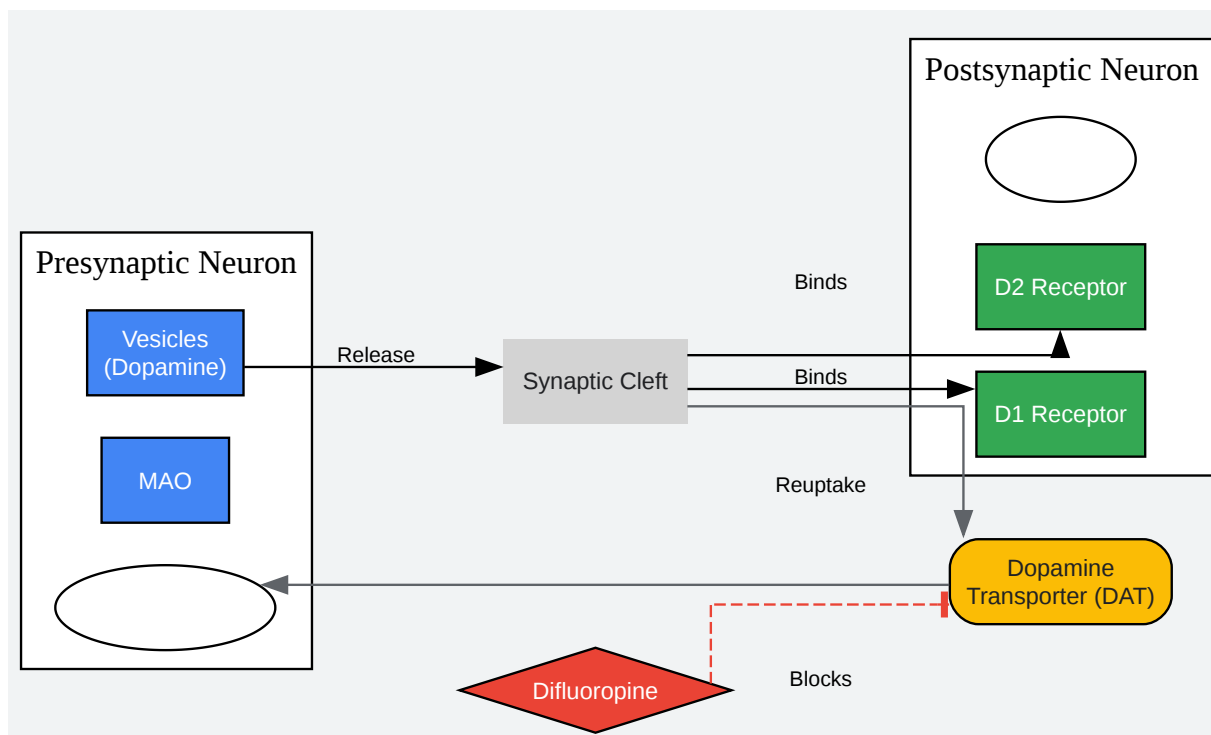 Postsynaptic Neuron
Presynaptic Neuron
Vesicles
(Dopamine)
MAO
Release
Synaptic Cleft
Binds
Binds
D2 Receptor
D1 Receptor
Reuptake
Dopamine
Transporter (DAT)
Difluoropine
Blocks